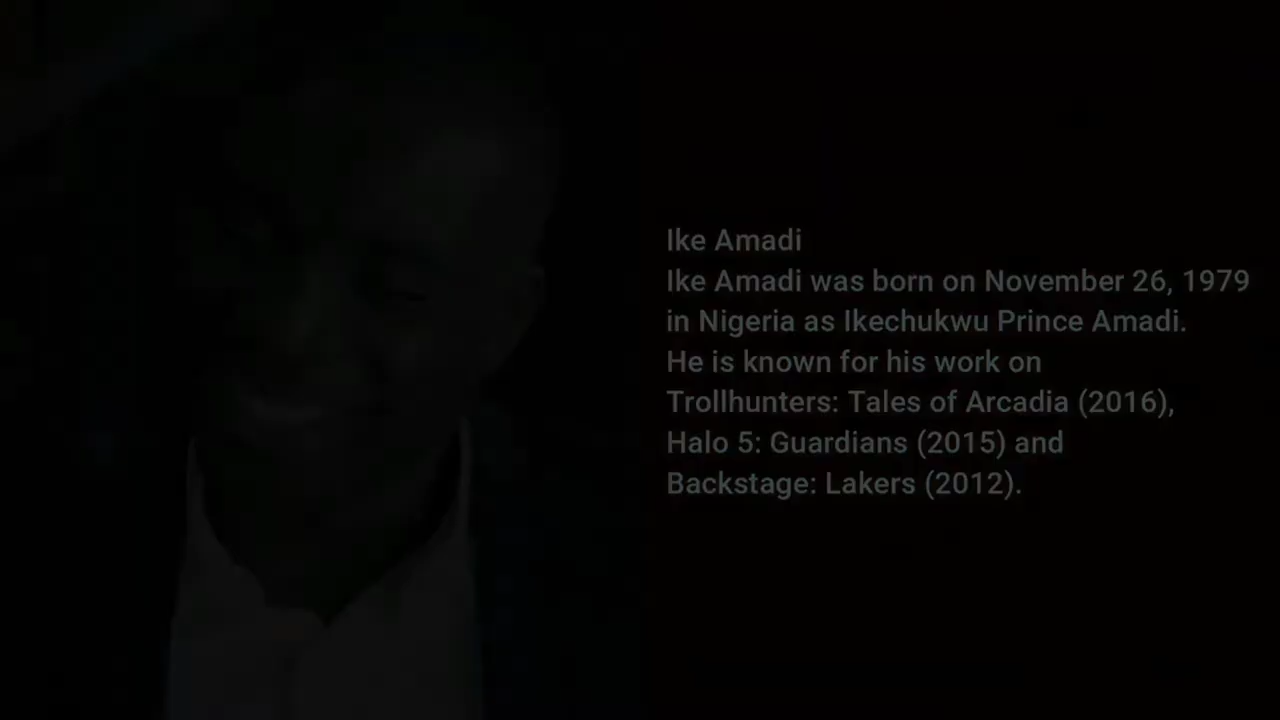 Ike Amadi
Ike Amadi was born on November 26, 1979
in Nigeria as Ikechukwu Prince Amadi.
He is known for his work on
Trollhunters: Tales of Arcadia (2016),
Halo 5: Guardians (2015) and
Backstage: Lakers (2012).